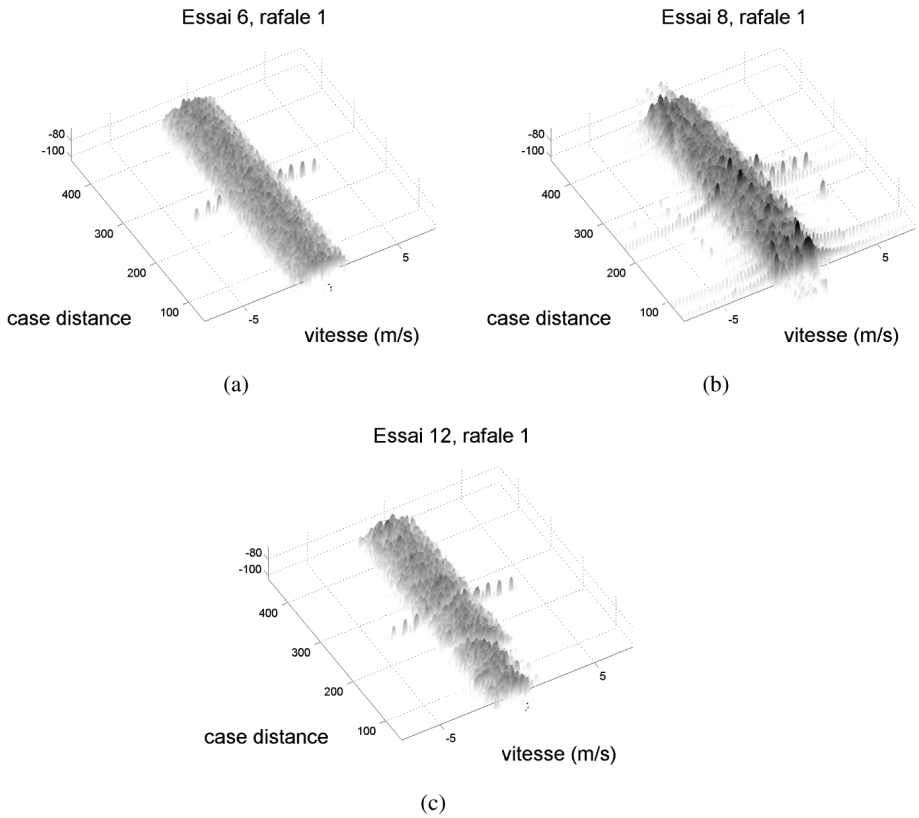 Essai 6, rafale 1
-80
-100
400
300
200
100
case distance
-5
5
vitesse (m/s)
(a)
Essai 8, rafale 1
-80
-100
400
300
200
100
case distance
-5
5
vitesse (m/s)
(b)
Essai 12, rafale 1
-80
-100
400
300
200
100
case distance
-5
5
vitesse (m/s)
(c)